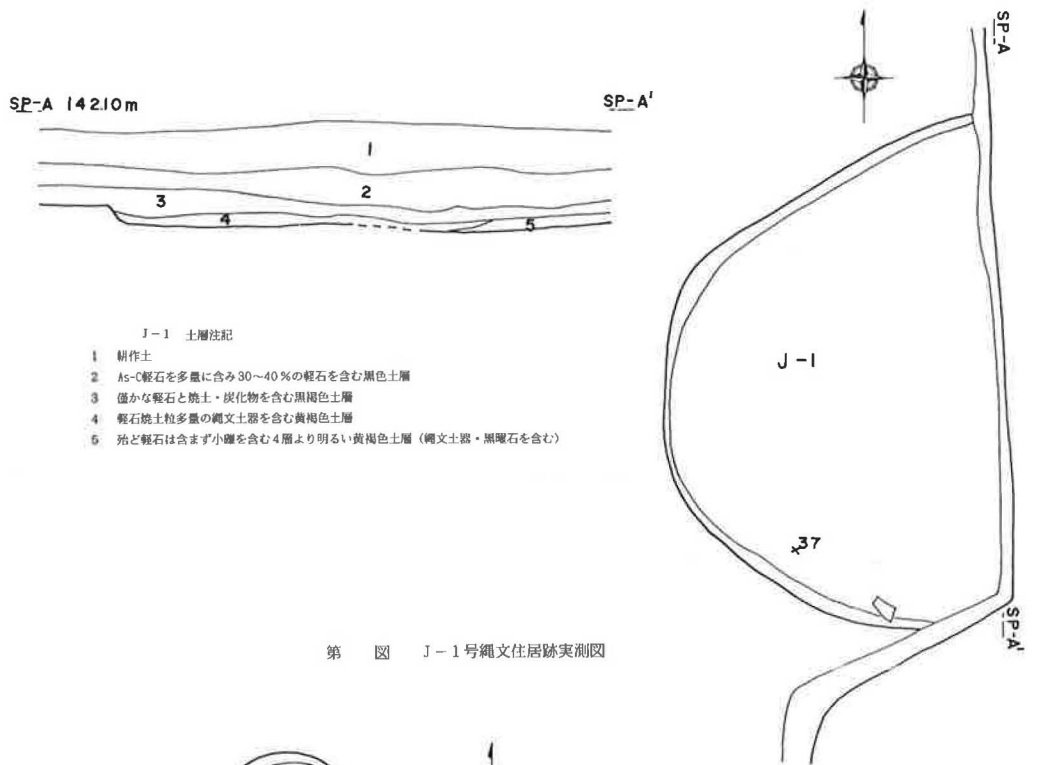 SP-A 142.10m
SP-A'
1
2
3
4
5
J-1 土層注記
1 耕作土
2 As-C軽石を多量に含み30~40%の軽石を含む黒色土層
3 僅かな軽石と焼土・炭化物を含む黒褐色土層
4 軽石焼土粒多量の縄文土器を含む黄褐色土層
5 殆ど軽石は含まず小礫を含む4層より明るい黄褐色土層(縄文土器・黒曜石を含む)
SP-A
J-1
37
SP-A'
第 図 J-1号縄文住居跡実測図